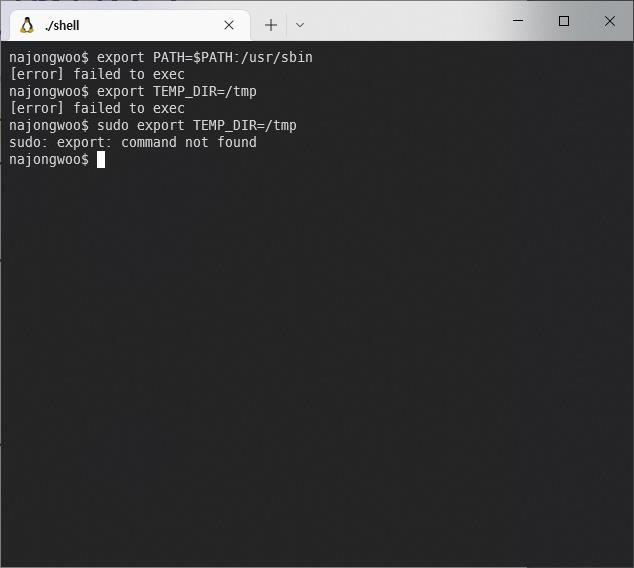 ./shell
najongwoo$ export PATH=$PATH:/usr/sbin
[error] failed to exec
najongwoo$ export TEMP_DIR=/tmp
[error] failed to exec
najongwoo$ sudo export TEMP_DIR=/tmp
sudo: export: command not found
najongwoo$